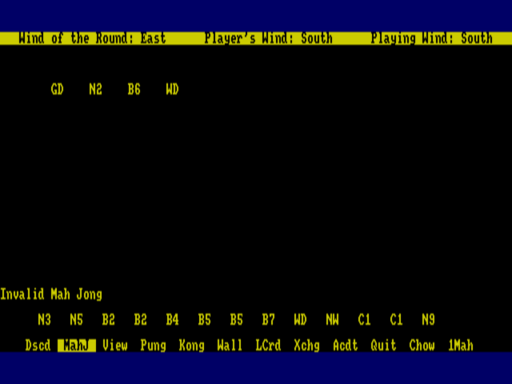 Wind of the Round: East Player's Wind: South Playing Wind: South
GD N2 B6 WD
Invalid Mah Jong
N3 N5 B2 B2 B4 B5 B5 B7 WD NW C1 C1 N9
Dscd MahJ View Pung Kong Wall LCrd Xchg Acdt Quit Chow 1Mah